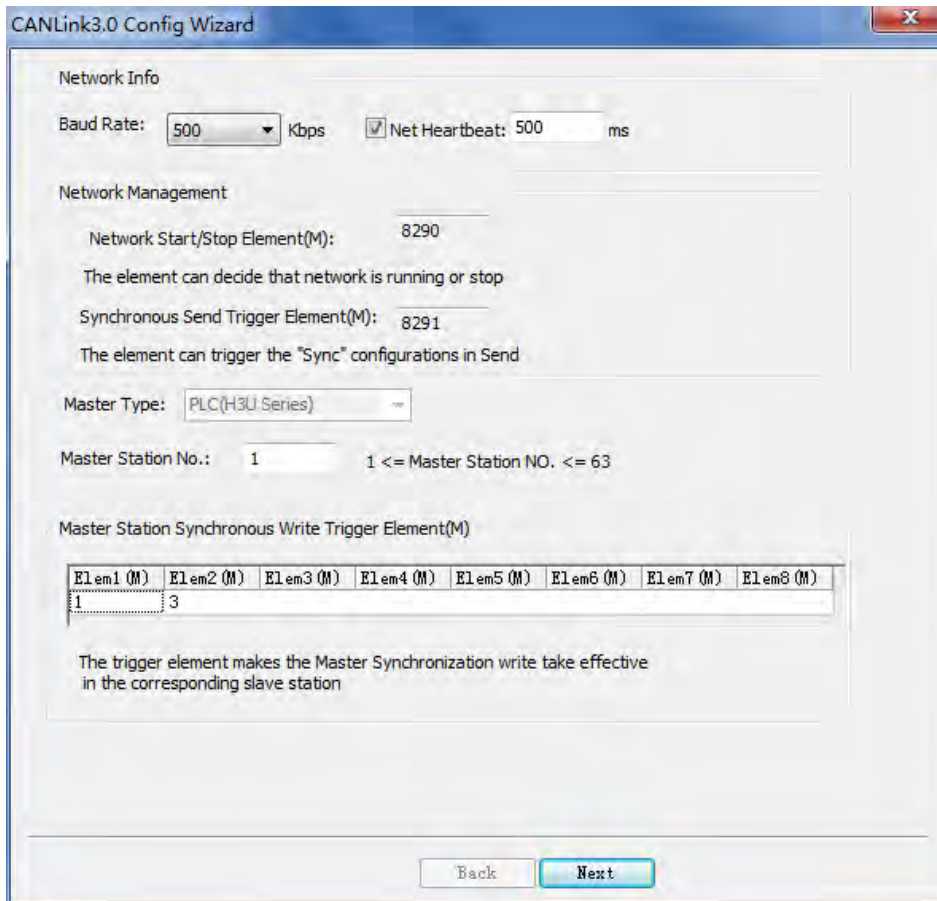 CANLink3.0 Config Wizard
x
Network Info
Baud Rate: 500 Kbps Net Heartbeat: 500 ms
Network Management
Network Start/Stop Element(M): 8290
The element can decide that network is running or stop
Synchronous Send Trigger Element(M): 8291
The element can trigger the "Sync" configurations in Send
Master Type: PLC(H3U Series)
Master Station No.: 1 1 <= Master Station NO. <= 63
Master Station Synchronous Write Trigger Element(M)
Elem1(M) Elem2(M) Elem3(M) Elem4(M) Elem5(M) Elem6(M) Elem7(M) Elem8(M)
1 3
The trigger element makes the Master Synchronization write take effective
in the corresponding slave station
Back Next